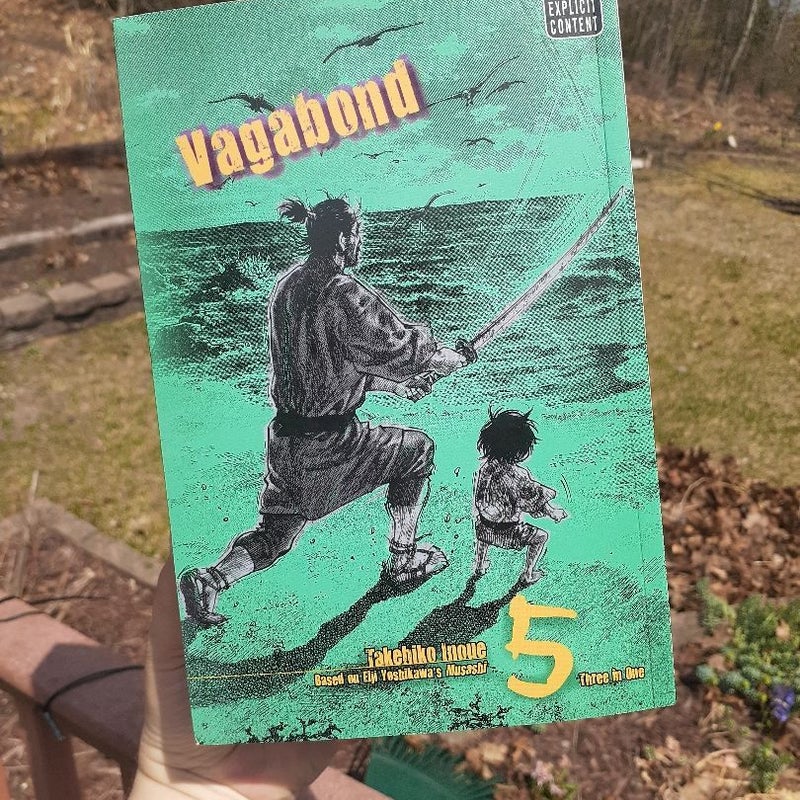 EXPLICIT
CONTENT
Vagabond
Takehiko Inoue
Based on Eiji Yoshikawa's Musashi
5
Three in One